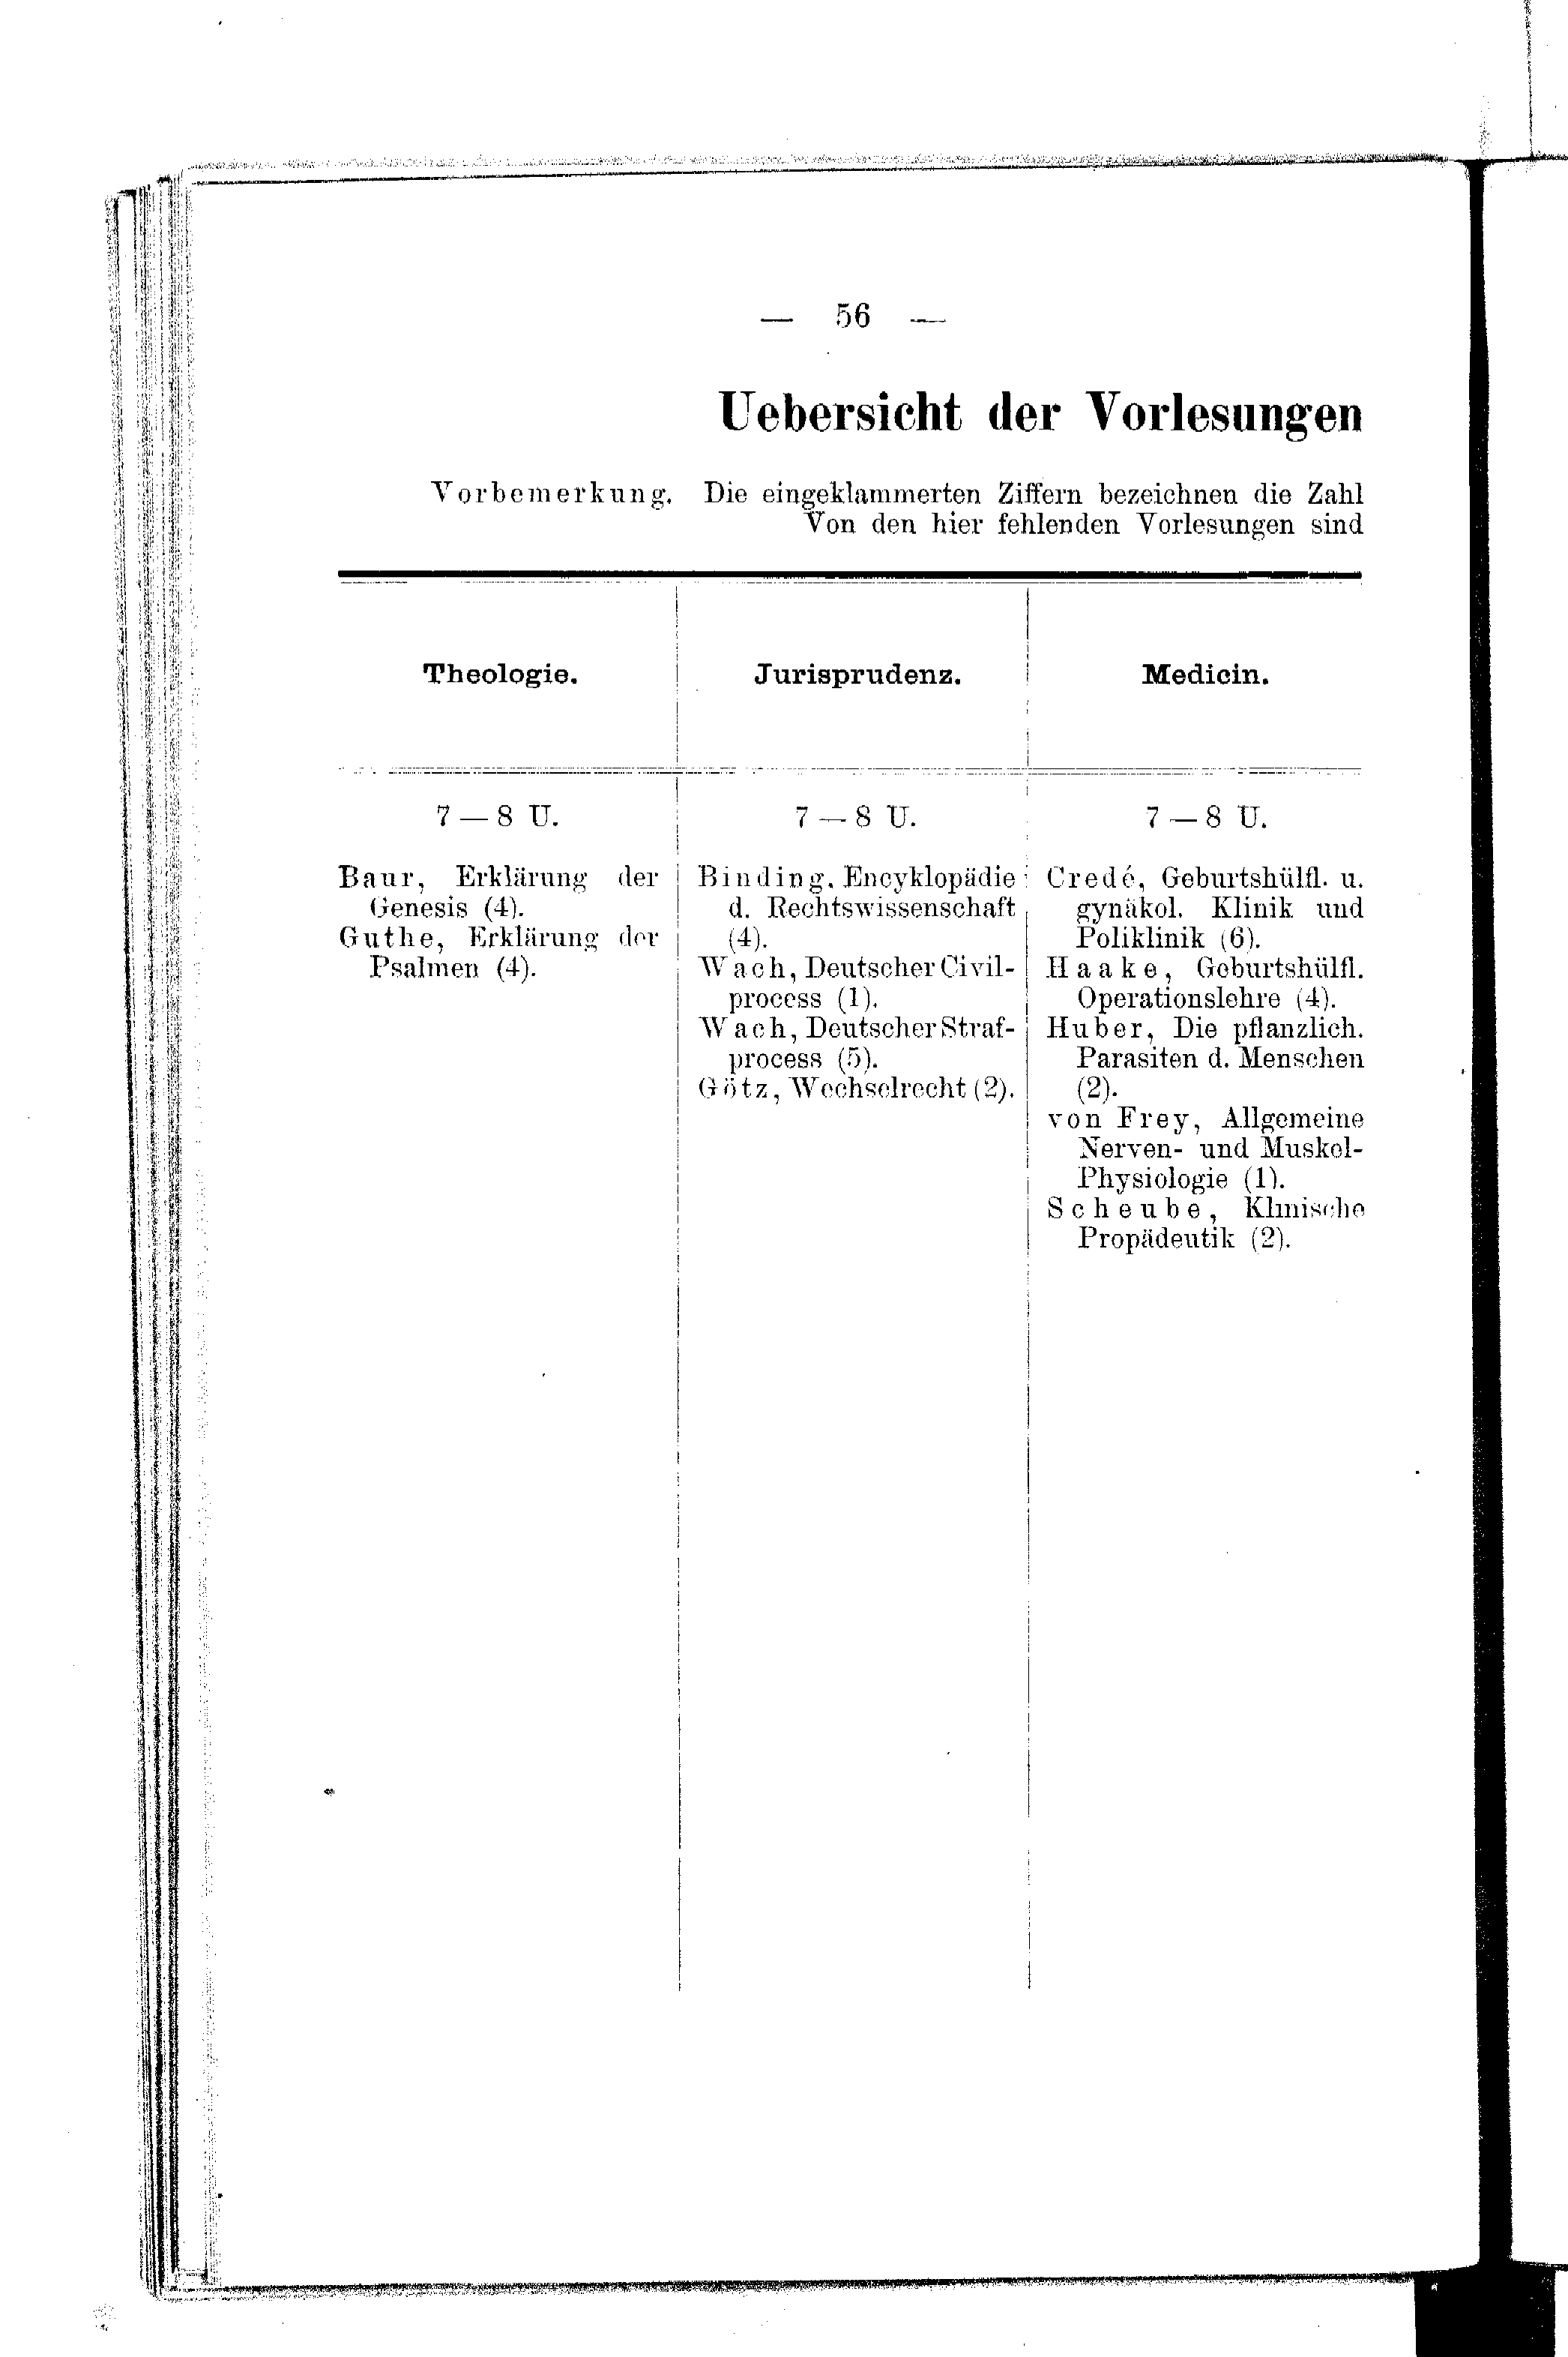 — 56 —
Uebersicht der Vorlesungen
Vorbemerkung. Die eingeklammerten Ziffern bezeichnen die Zahl
Von den hier fehlenden Vorlesungen sind
Theologie.
7 — 8 U.
Baur, Erklärung der
Genesis (4).
Guthe, Erklärung der
Psalmen (4).
Jurisprudenz.
7 — 8 U.
Binding, Encyklopädie
d. Rechtswissenschaft
(4).
Wach, Deutscher Civil-
process (1).
Wach, Deutscher Straf-
process (5).
Götz, Wechselrecht (2).
Medicin.
7 — 8 U.
Credé, Geburtshülfl. u.
gynäkol. Klinik und
Poliklinik (6).
Haake, Geburtshülfl.
Operationslehre (4).
Huber, Die pflanzlich.
Parasiten d. Menschen
(2).
von Frey, Allgemeine
Nerven- und Muskel-
Physiologie (1).
Scheube, Klinische
Propädeutik (2).